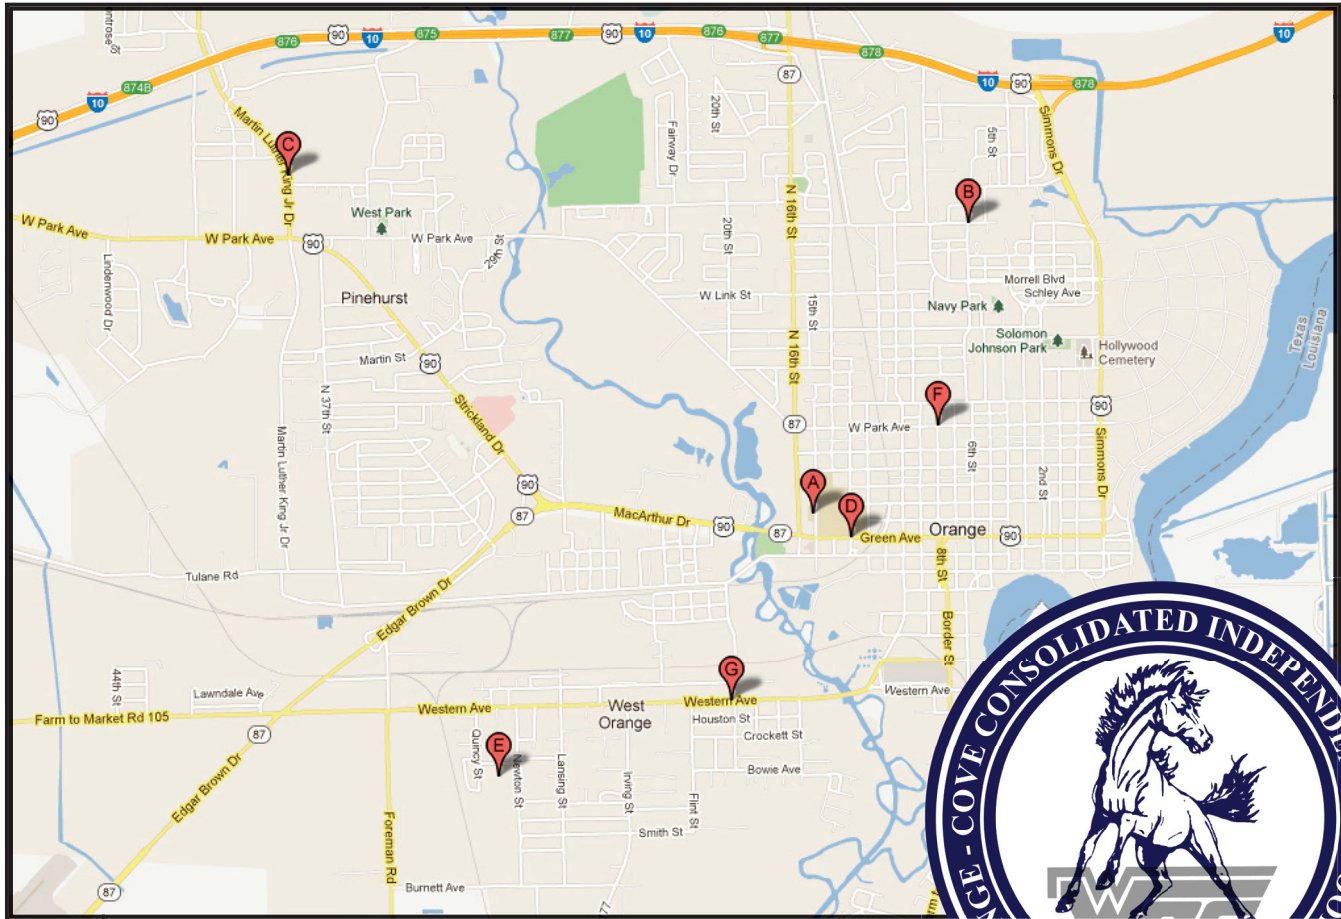 ntrose
90
876
90
10
875
877
90
10
876
877
878
10
90
878
10
874B
10
90
87
Martin Luther King Jr Dr
C
Fairway Dr
20th St
5th St
Simmons Dr
N 16th St
B
W Park Ave
W Park Ave
90
West Park
W Park Ave
29th St
20th St
Lindenwood Dr
Pinehurst
W Link St
15th St
Morrell Blvd
Schley Ave
Navy Park
Solomon
Johnson Park
Hollywood
Cemetery
Texas
Louisiana
Martin St
90
N 37th St
N 16th St
F
90
Strickland Dr
87
W Park Ave
6th St
2nd St
Simmons Dr
Martin Luther King Jr Dr
90
87
A
D
MacArthur Dr
90
87
Green Ave
Orange
90
8th St
Tulane Rd
Edgar Brown Dr
Border St
44th St
Lawndale Ave
G
Western Ave
Farm to Market Rd 105
Western Ave
West
Orange
Western Ave
Houston St
Crockett St
87
Quincy St
E
Newton St
Lansing St
Irving St
Flint St
Bowie Ave
Edgar Brown Dr
Foreman Rd
Smith St
Burnett Ave
87
NGE-COVE CONSOLIDATED INDEPEND
W